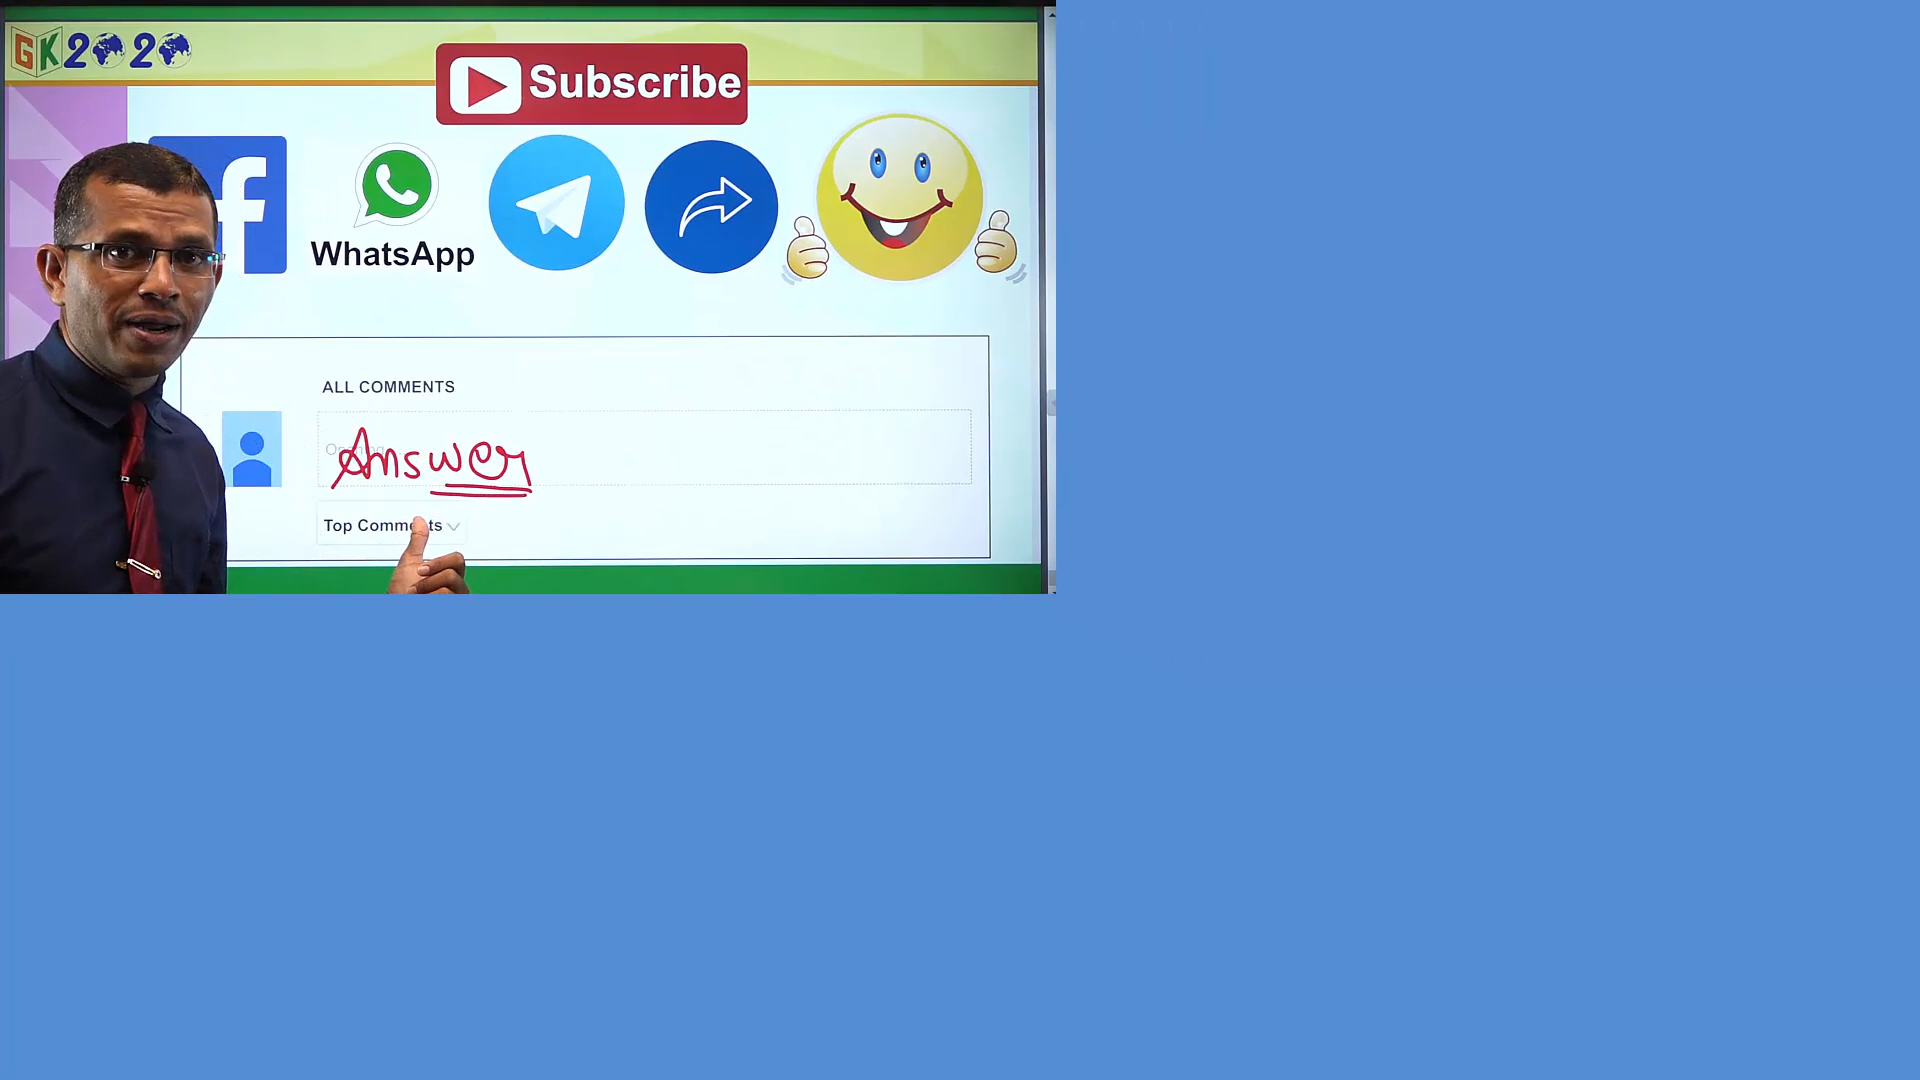 GK2020
Subscribe
WhatsApp
ALL COMMENTS
Answer
Top Comments